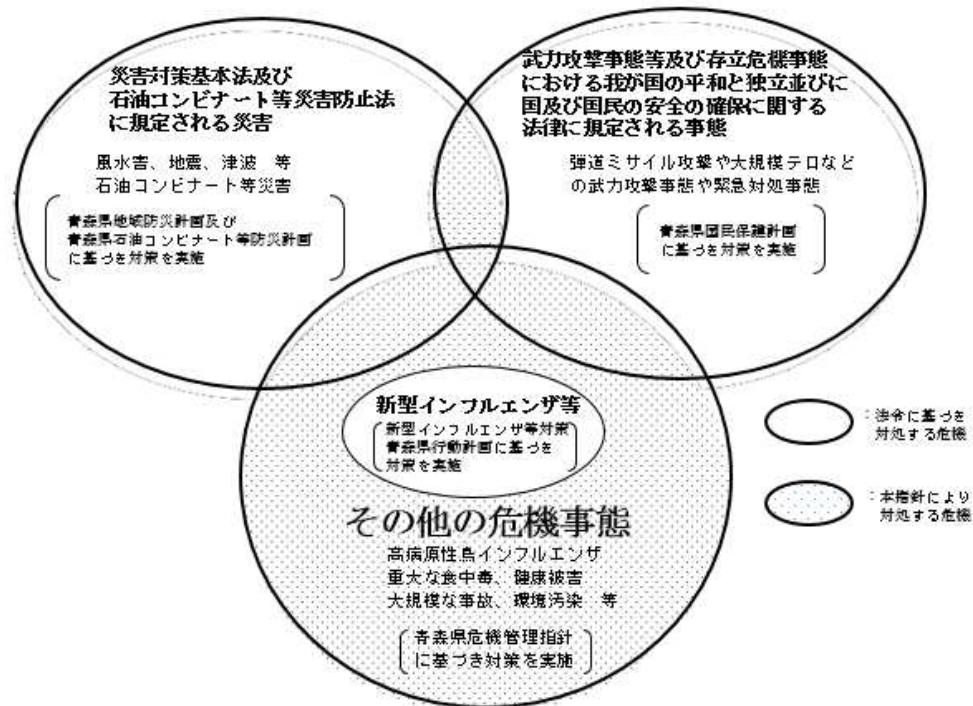 災害対策基本法及び
石油コンビナート等災害防止法
に規定される災害
風水害、地震、津波　等
石油コンビナート等災害
青森県地域防災計画及び
青森県石油コンビナート等防災計画
に基づき対策を実施
武力攻撃事態等及び存立危機事態
における我が国の平和と独立並びに
国及び国民の安全の確保に関する
法律に規定される事態
弾道ミサイル攻撃や大規模テロなど
の武力攻撃事態や緊急対処事態
青森県国民保護計画
に基づき対策を実施
新型インフルエンザ等
新型インフルエンザ等対策
青森県行動計画に基づき
対策を実施
その他の危機事態
高病原性鳥インフルエンザ
重大な食中毒、健康被害
大規模な事故、環境汚染　等
青森県危機管理指針
に基づき対策を実施
：法令に基づき
対処する危機
：本指針により
対処する危機